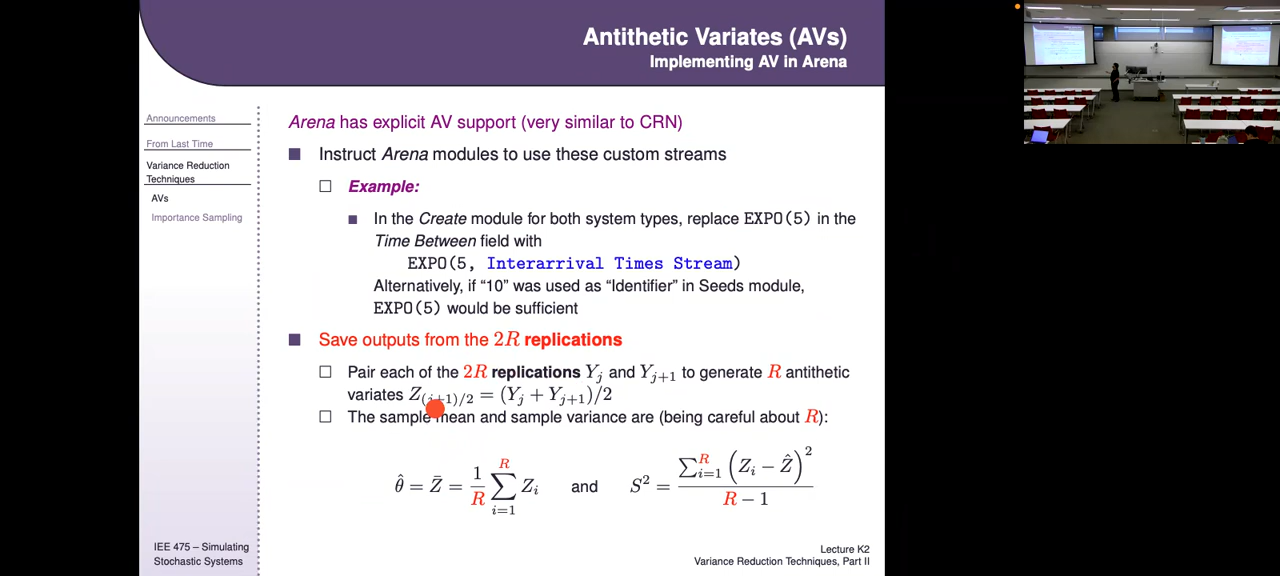 Antithetic Variates (AVs)
Implementing AV in Arena
Announcements
From Last Time
Variance Reduction
Techniques
AVs
Importance Sampling
Arena has explicit AV support (very similar to CRN)
Instruct Arena modules to use these custom streams
Example:
In the Create module for both system types, replace EXPO(5) in the
Time Between field with
EXPO(5, Interarrival Times Stream)
Alternatively, if “10” was used as “Identifier” in Seeds module,
EXPO(5) would be sufficient
Save outputs from the 2R replications
Pair each of the 2R replications Y_j and Y_{j+1} to generate R antithetic
variates Z_{(j+1)/2} = (Y_j + Y_{j+1})/2
The sample mean and sample variance are (being careful about R):
θ̂ = Z̄ = \frac{1}{R} \sum_{i=1}^{R} Z_i and S^2 = \frac{\sum_{i=1}^{R} (Z_i − Ẑ)^2}{R − 1}
IEE 475 – Simulating
Stochastic Systems
Lecture K2
Variance Reduction Techniques, Part II